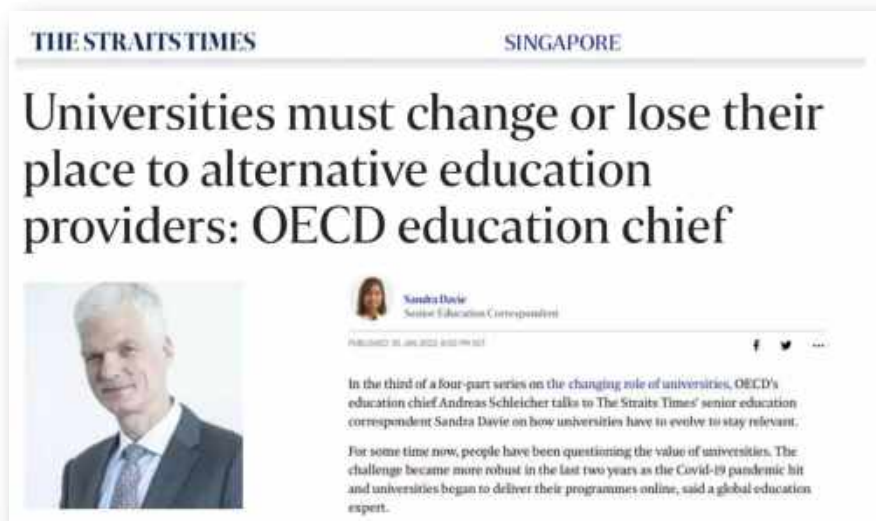 THE STRAITS TIMES
SINGAPORE
Universities must change or lose their
place to alternative education
providers: OECD education chief
Sandra Davie
Senior Education Correspondent
In the third of a four-part series on the changing role of universities, OECD's
education chief Andreas Schleicher talks to The Straits Times' senior education
correspondent Sandra Davie on how universities have to evolve to stay relevant.
For some time now, people have been questioning the value of universities. The
challenge became more robust in the last two years as the Covid-19 pandemic hit
and universities began to deliver their programmes online, said a global education
expert.